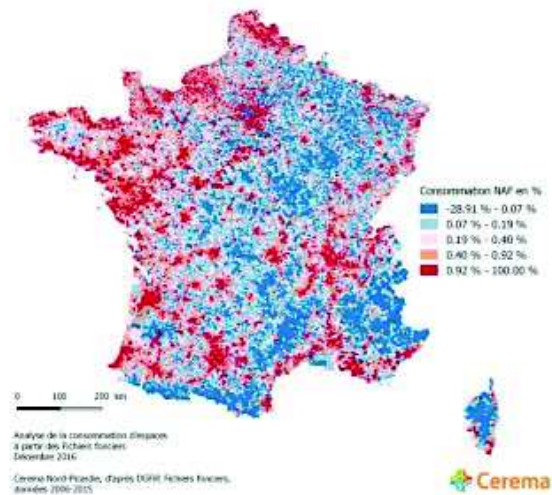 Consommation NAF en %
-28.91 % - 0.07 %
0.07 % - 0.19 %
0.19 % - 0.40 %
0.40 % - 0.92 %
0.92 % - 100.00 %
0 100 200 km
Analyse de la consommation d'espaces
à partir des Fichiers fonciers
Décembre 2016
Cerema Nord-Picardie, d'après DGFiP, Fichiers fonciers,
données 2006-2015
Cerema